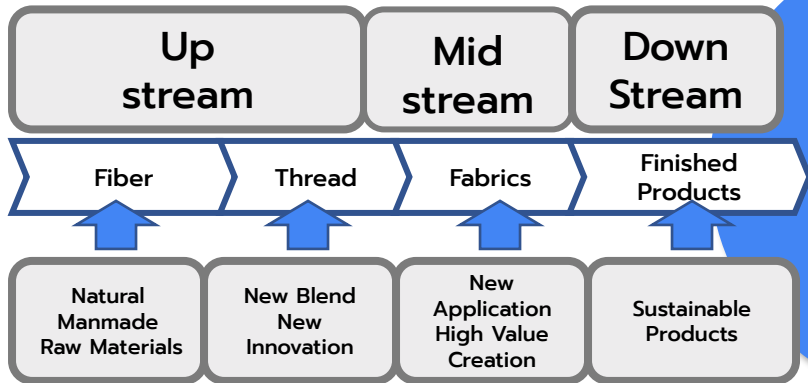 Up
stream
Mid
stream
Down
Stream
Fiber
Thread
Fabrics
Finished
Products
Natural
Manmade
Raw Materials
New Blend
New
Innovation
New
Application
High Value
Creation
Sustainable
Products